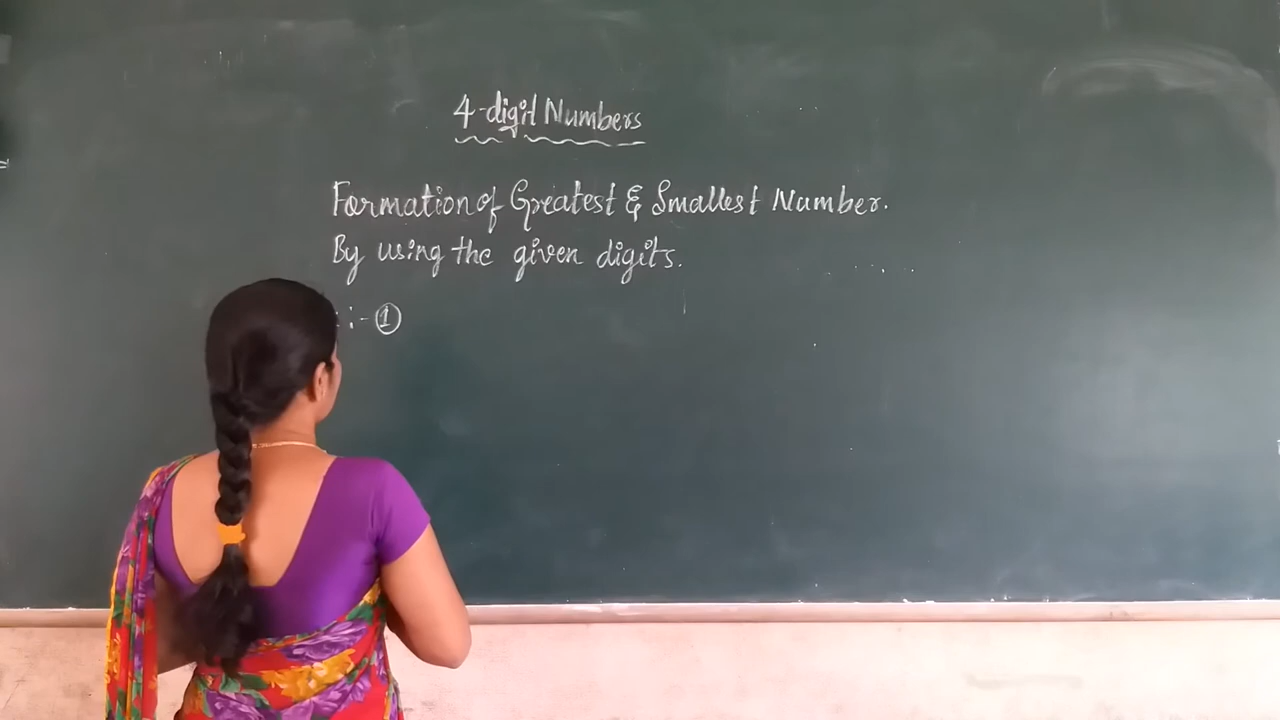 4-digit Numbers
Formation of Greatest & Smallest Number.
By using the given digits.
:- ①